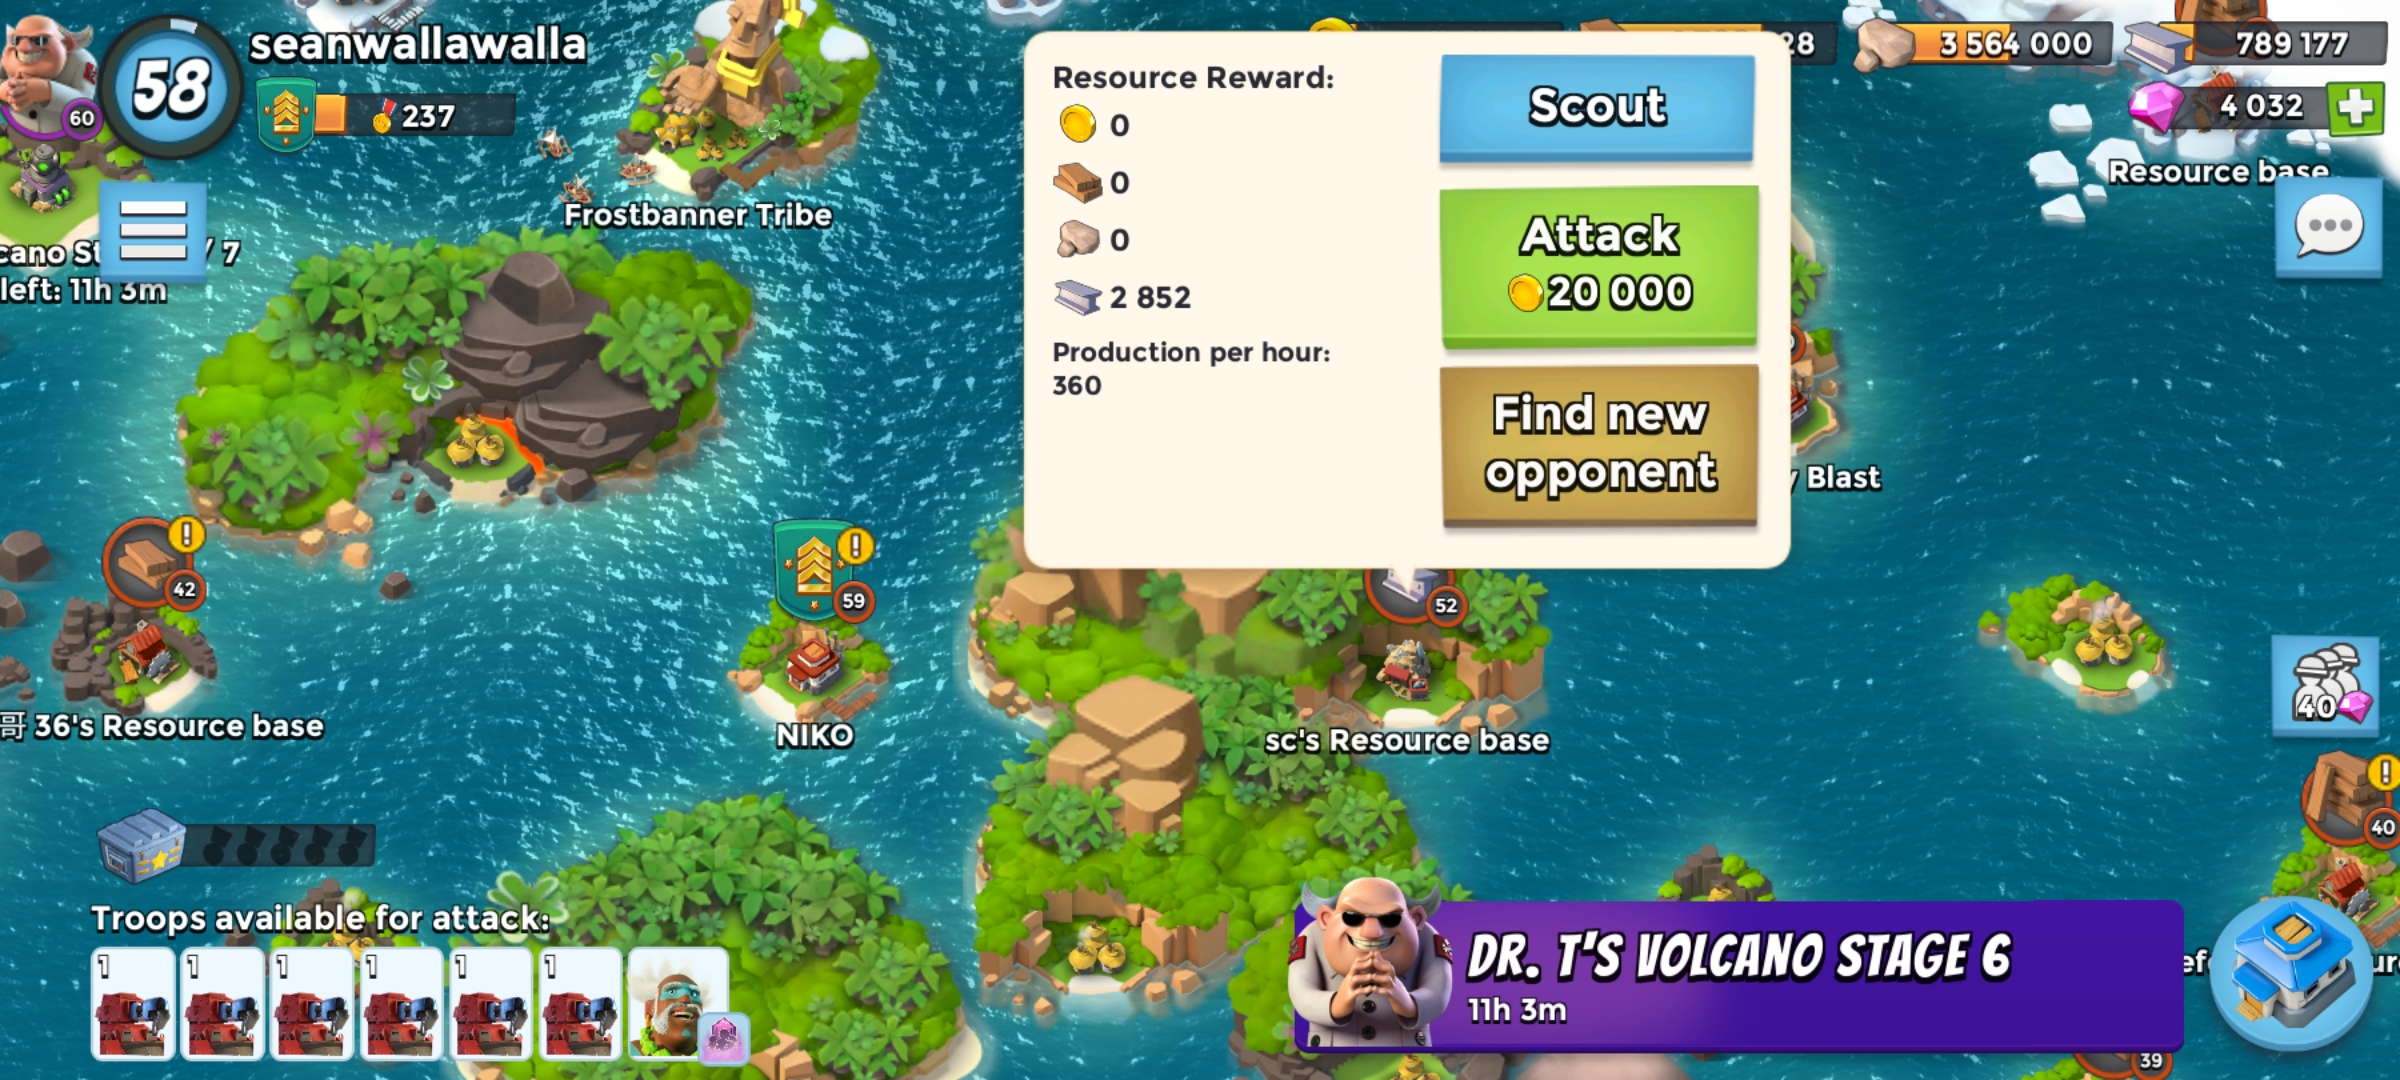 58
seanwallawalla
60
237
28
3 564 000
789 177
4 032
Resource base
Frostbanner Tribe
/ 7
left: 11h 3m
Resource Reward:
0
0
0
2 852
Production per hour:
360
Scout
Attack
20 000
Find new
opponent
Blast
!
42
哥 36's Resource base
!
59
NIKO
52
sc's Resource base
40
!
40
Troops available for attack:
1
1
1
1
1
1
DR. T'S VOLCANO STAGE 6
11h 3m
39